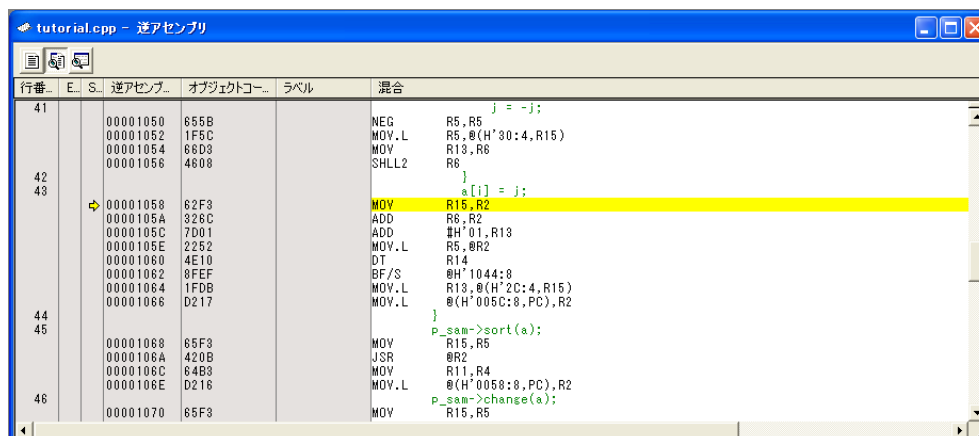 tutorial.cpp - 逆アセンブリ
行番... E... S... 逆アセンブ... オブジェクトコー... ラベル 混合
41 j = -j;
00001050 655B NEG R5,R5
00001052 1F5C MOV.L R5,@(H'30:4,R15)
00001054 66D3 MOV R13,R6
00001056 4608 SHLL2 R6
42 }
43 a[i] = j;
00001058 62F3 MOV R15,R2
0000105A 326C ADD R6,R2
0000105C 7D01 ADD #H'01,R13
0000105E 2252 MOV.L R5,@R2
00001060 4E10 DT R14
00001062 8FEF BF/S @H'1044:8
00001064 1FDB MOV.L R13,@(H'2C:4,R15)
00001066 D217 MOV.L @(H'005C:8,PC),R2
44 }
45 p_sam->sort(a);
00001068 65F3 MOV R15,R5
0000106A 420B JSR @R2
0000106C 64B3 MOV R11,R4
0000106E D216 MOV.L @(H'0058:8,PC),R2
46 p_sam->change(a);
00001070 65F3 MOV R15,R5